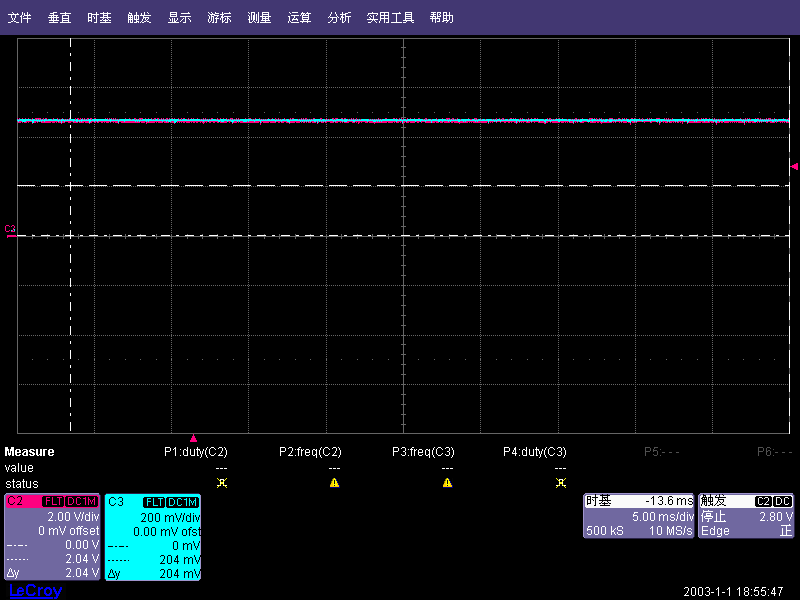 文件 垂直 时基 触发 显示 游标 测量 运算 分析 实用工具 帮助
C3
Measure P1:duty(C2) P2:freq(C2) P3:freq(C3) P4:duty(C3) P5:- - - P6:- - -
value --- --- --- ---
status
C2 FLT DC1M
2.00 V/div
0 mV offset
0.00 V
2.04 V
Δy 2.04 V
C3 FLT DC1M
200 mV/div
0.00 mV ofst
0 mV
204 mV
Δy 204 mV
时基 -13.6 ms
5.00 ms/div
500 kS 10 MS/s
触发 C2 DC
停止 2.80 V
Edge 正
LeCroy
2003-1-1 18:55:47